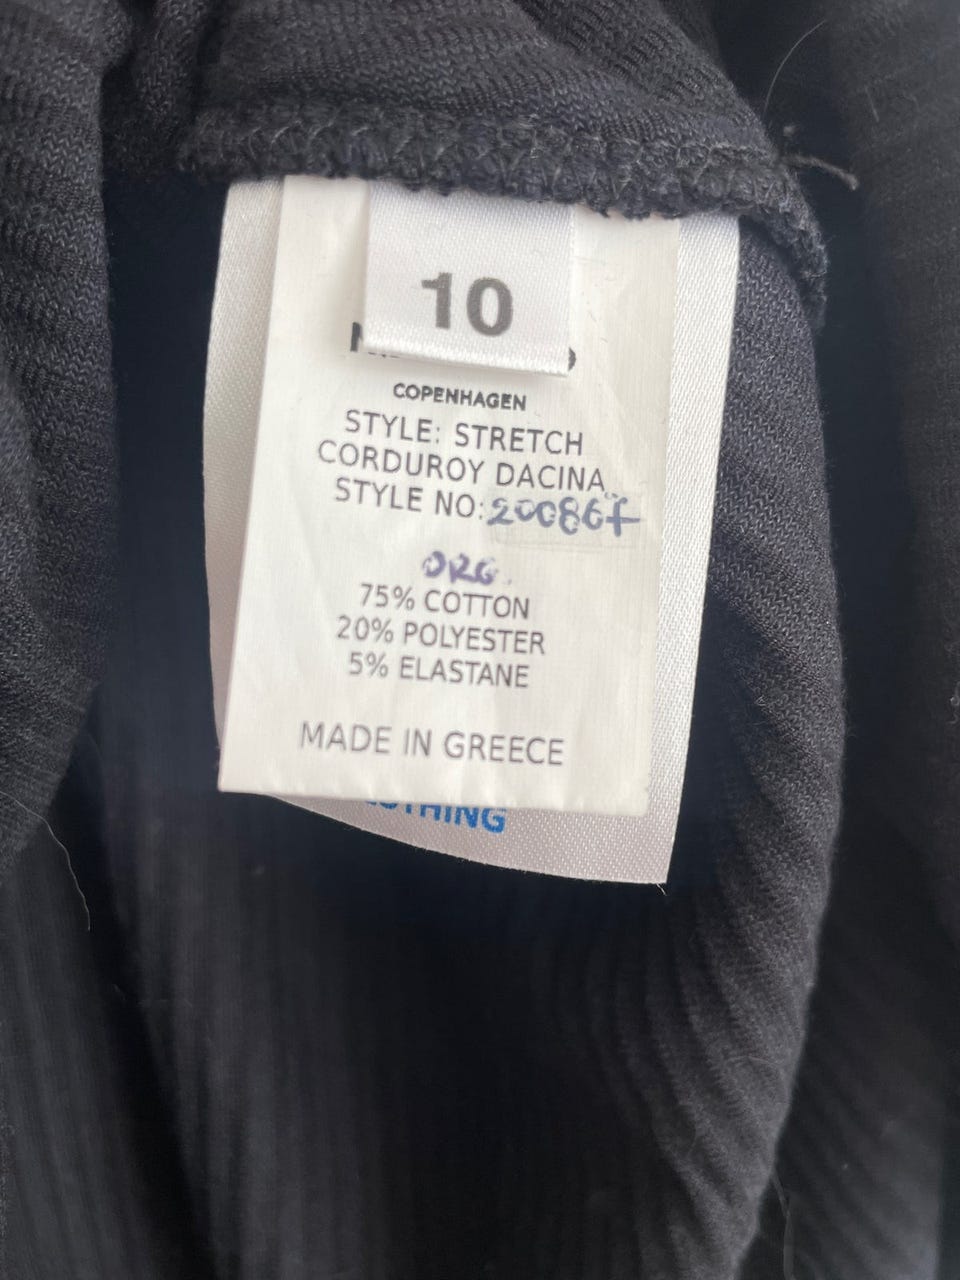 10
COPENHAGEN
STYLE: STRETCH
CORDUROY DACINA
STYLE NO:
ORG.
75% COTTON
20% POLYESTER
5% ELASTANE
MADE IN GREECE